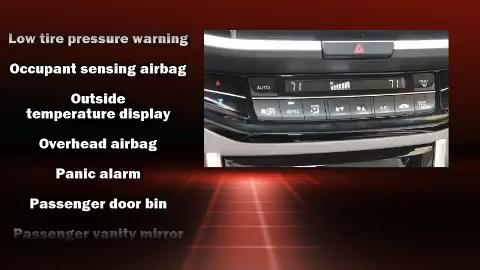 Low tire pressure warning
Occupant sensing airbag
Outside
temperature display
Overhead airbag
Panic alarm
Passenger door bin
Passenger vanity mirror
AUTO
71
71
SYNC
A/C